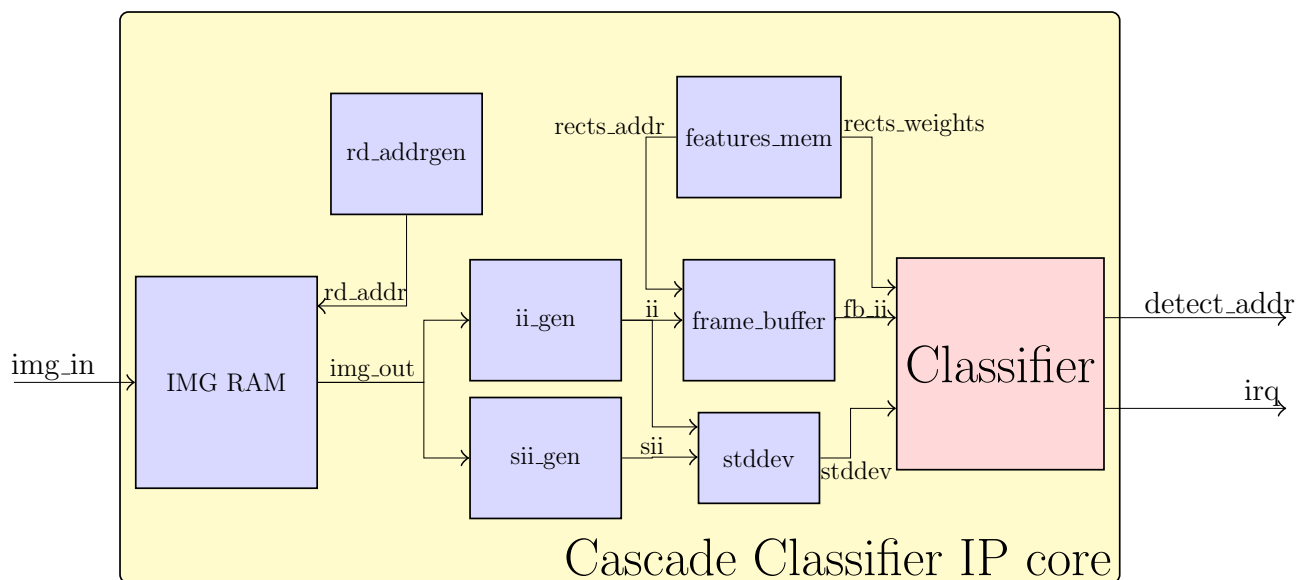 features_mem
rects_addr
rects_weights
rd_addrgen
rd_addr
ii_gen
ii
frame_buffer
fb_ii
detect_addr
Classifier
img_in
IMG RAM
img_out
irq
sii_gen
sii
stddev
stddev
Cascade Classifier IP core